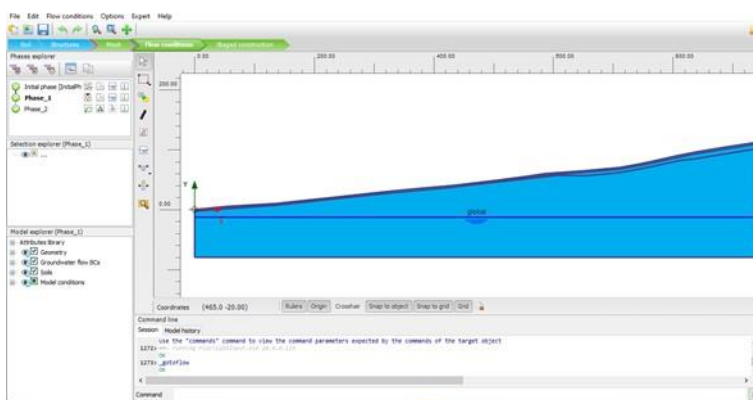 File Edit Flow conditions Options Expert Help
Soil Structures Mesh Flow conditions Staged construction
Phases explorer
Initial phase [InitialPh
Phase_1
Phase_2
Selection explorer (Phase_1)
...
Model explorer (Phase_1)
Attributes library
Geometry
Groundwater flow BCs
Soils
Model conditions
0.00 200.00 400.00 600.00
200.00
Y
0.00
global
Coordinates (465.0 -20.00)
Rulers Origin Crosshair Snap to object Snap to grid Grid
Command line
Session Model history
Use the "commands" command to view the command parameters expected by the commands of the target object
1272>
OK
1273> _gotoflow
OK
Command